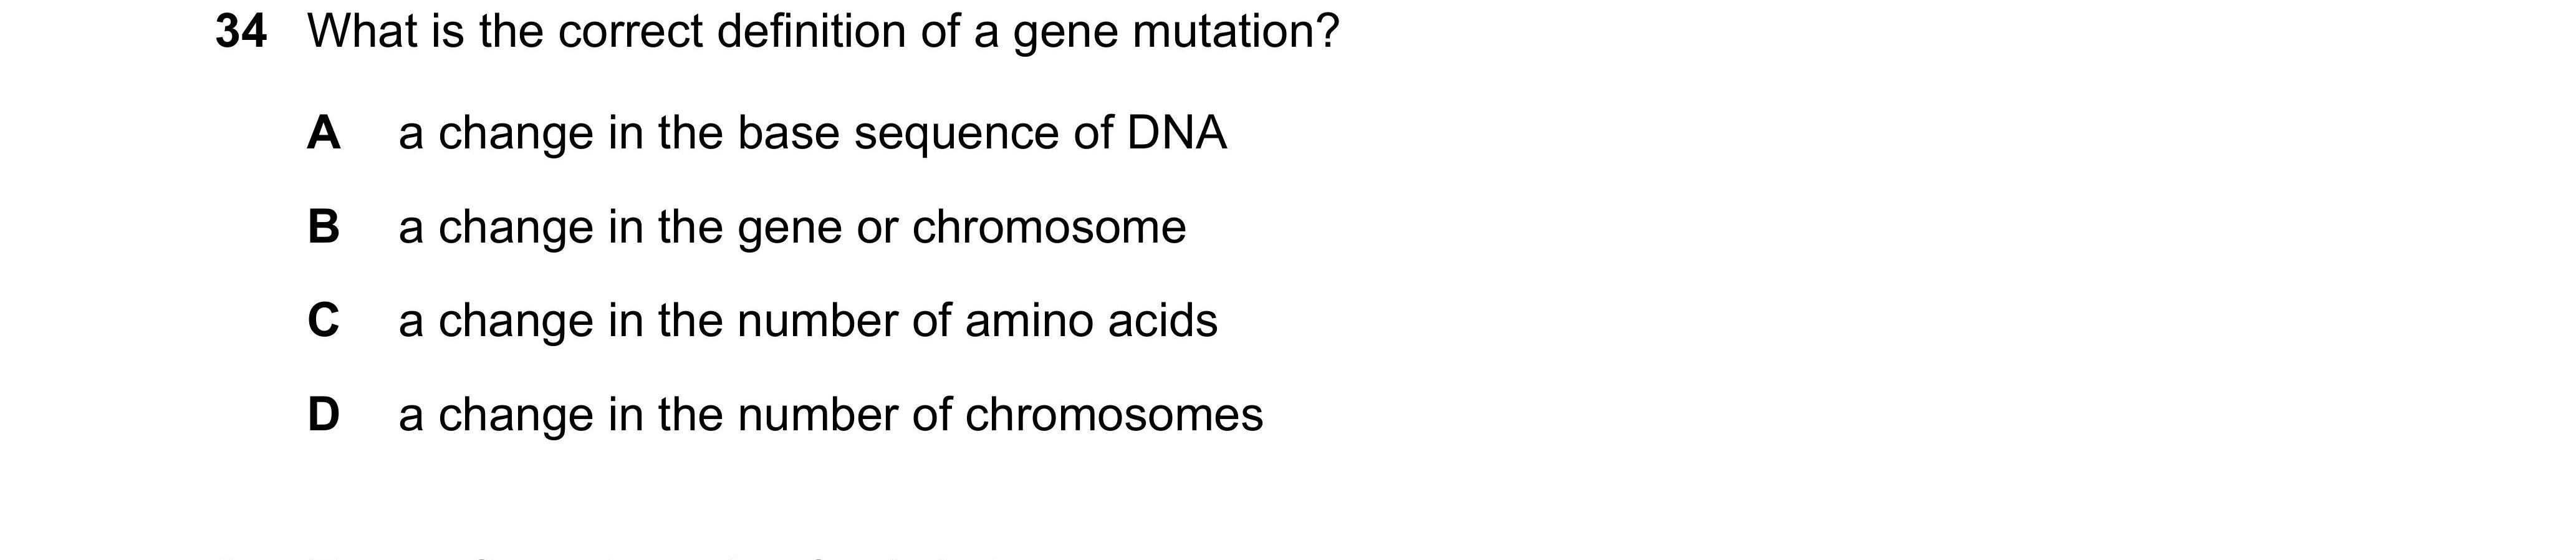 34 What is the correct definition of a gene mutation?
A a change in the base sequence of DNA
B a change in the gene or chromosome
C a change in the number of amino acids
D a change in the number of chromosomes